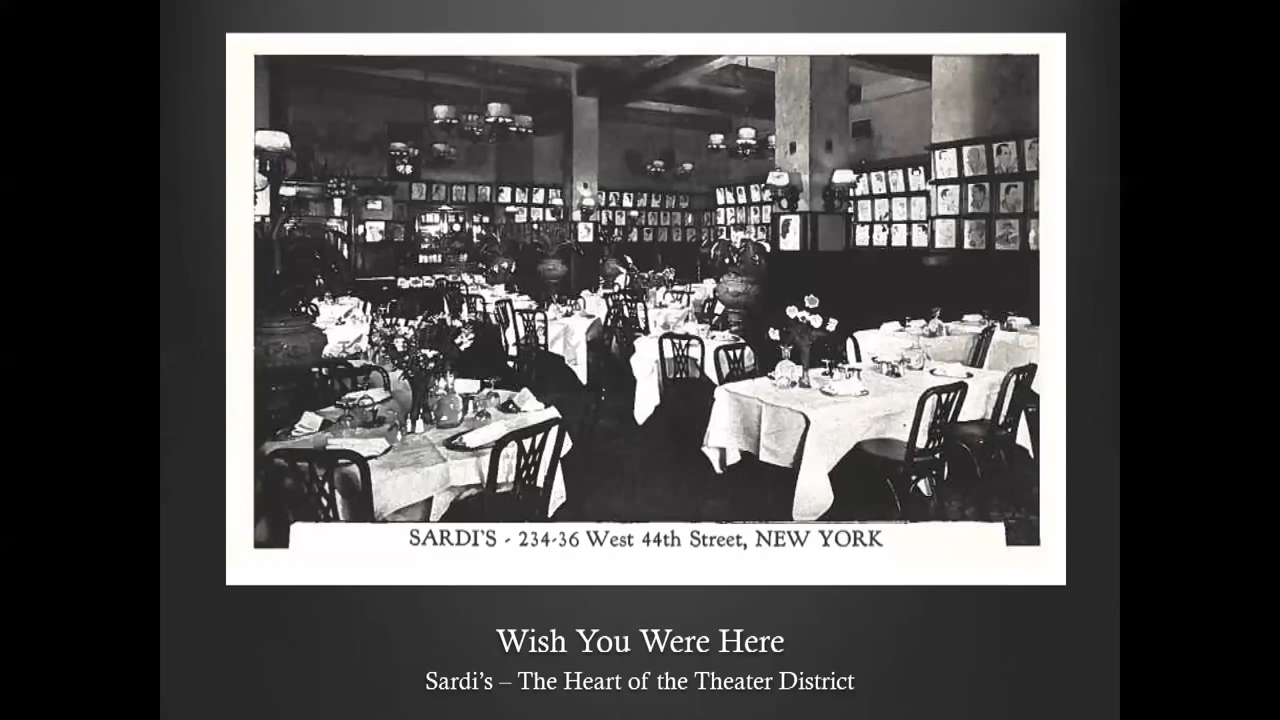 SARDI'S - 234-36 West 44th Street, NEW YORK
Wish You Were Here
Sardi's – The Heart of the Theater District